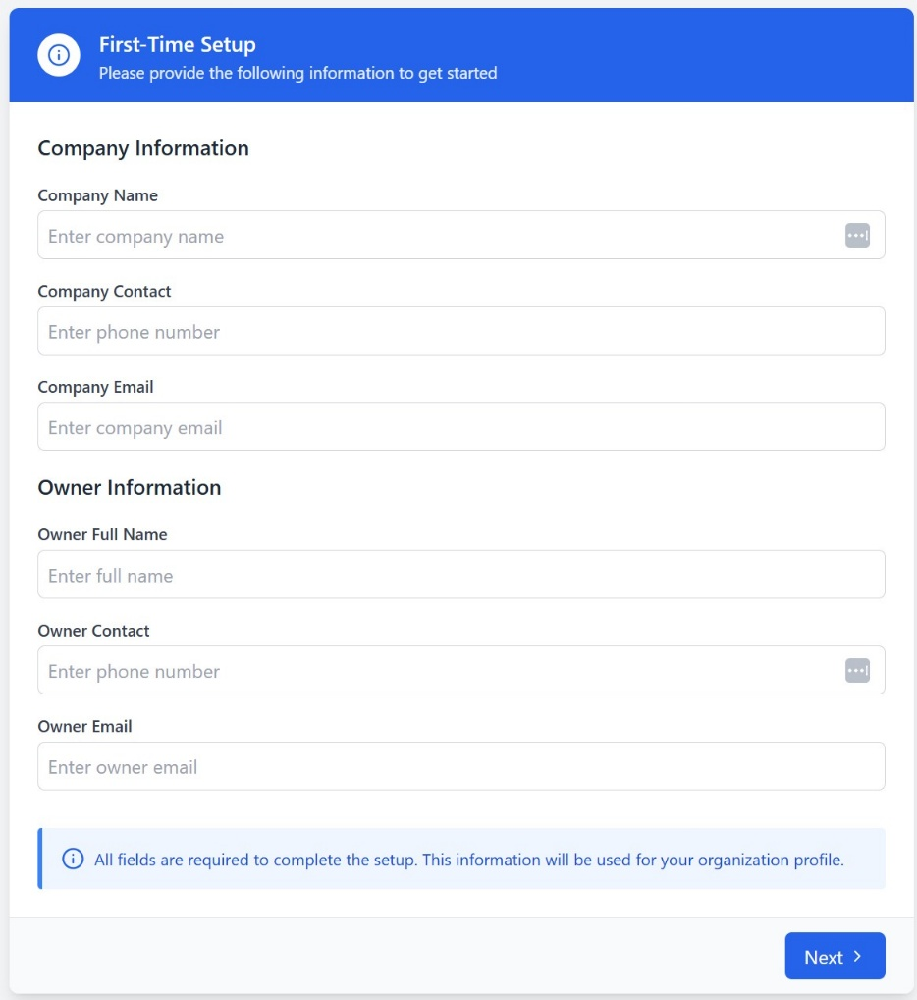 First-Time Setup
Please provide the following information to get started
Company Information
Company Name
Enter company name
Company Contact
Enter phone number
Company Email
Enter company email
Owner Information
Owner Full Name
Enter full name
Owner Contact
Enter phone number
Owner Email
Enter owner email
All fields are required to complete the setup. This information will be used for your organization profile.
Next